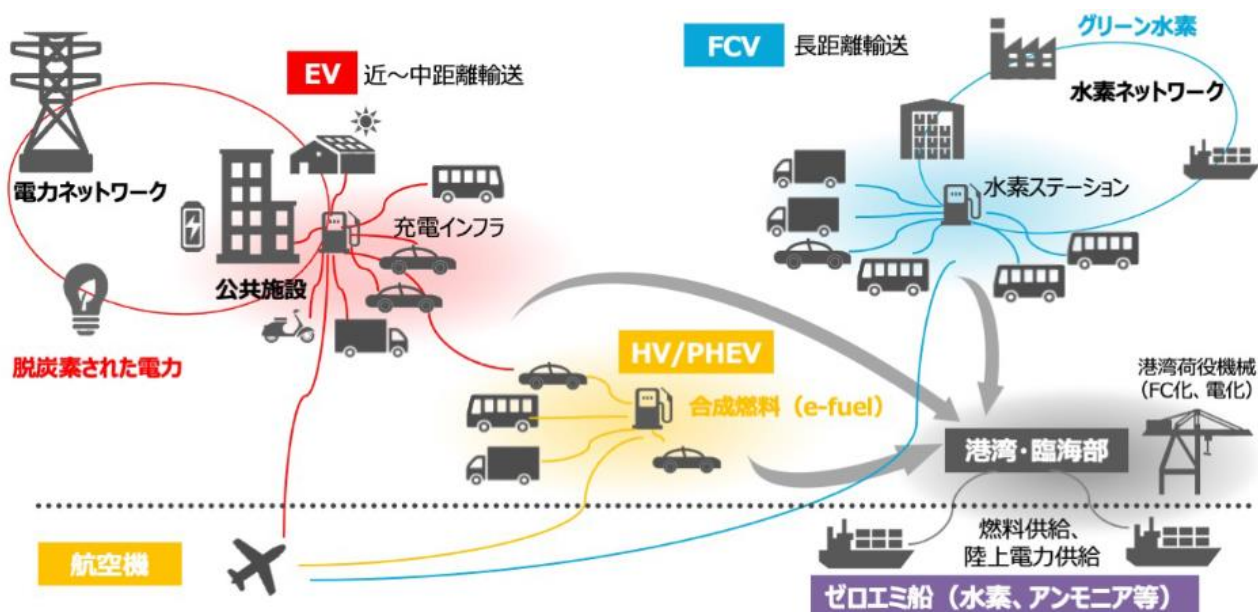 EV 近～中距離輸送
FCV 長距離輸送
グリーン水素
水素ネットワーク
電力ネットワーク
充電インフラ
水素ステーション
公共施設
脱炭素された電力
HV/PHEV
合成燃料（e-fuel）
港湾荷役機械
（FC化、電化）
港湾・臨海部
航空機
燃料供給、
陸上電力供給
ゼロエミ船（水素、アンモニア等）